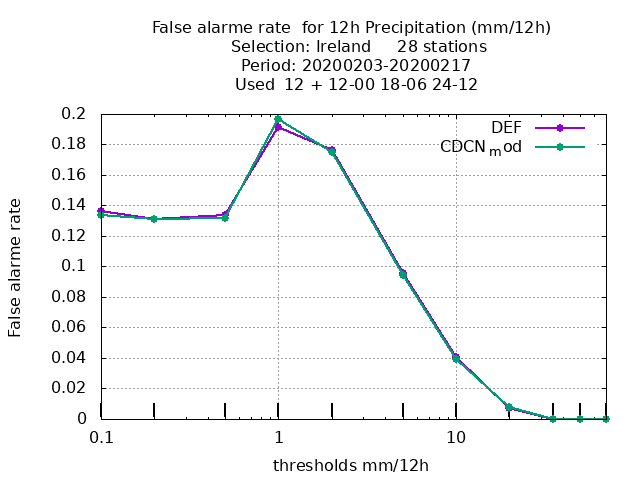 False alarme rate  for 12h Precipitation (mm/12h)
Selection: Ireland     28 stations
Period: 20200203-20200217
Used  12 + 12-00 18-06 24-12
DEF
CDCN_mod
0.2
0.18
0.16
0.14
0.12
0.1
0.08
0.06
0.04
0.02
0
False alarme rate
0.1
1
10
thresholds mm/12h